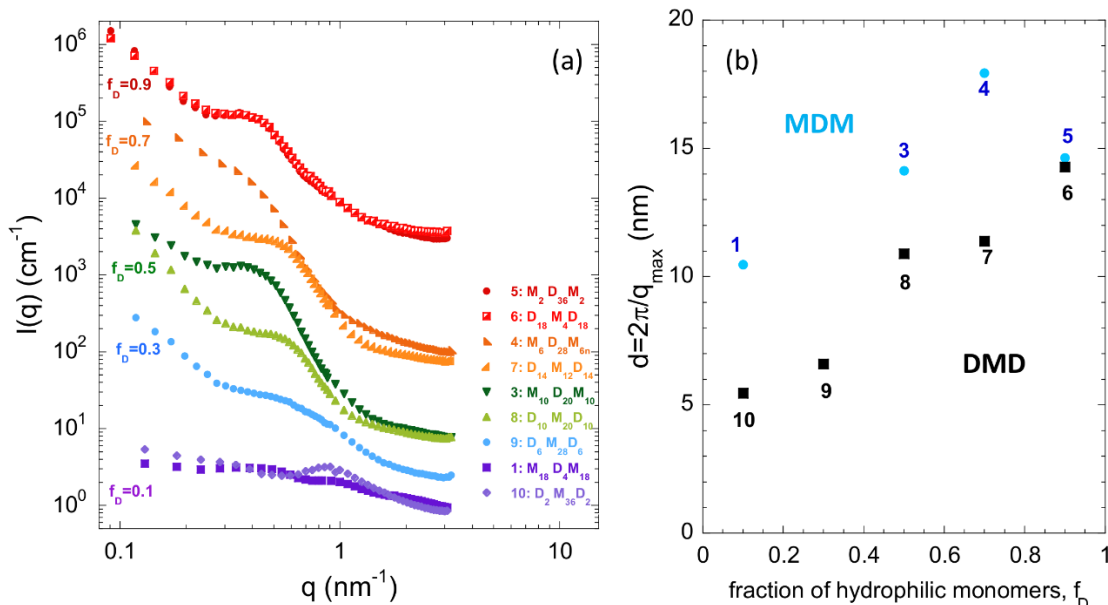 (a)
10⁶
10⁵
10⁴
10³
10²
10¹
10⁰
I(q) (cm⁻¹)
f_D=0.9
f_D=0.7
f_D=0.5
f_D=0.3
f_D=0.1
5: M₂D₃₆M₂
6: D₁₈M₄D₁₈
4: M₆D₂₈M₆ₙ
7: D₁₄M₁₂D₁₄
3: M₁₀D₂₀M₁₀
8: D₁₀M₂₀D₁₀
9: D₆M₂₈D₆
1: M₁₈D₄M₁₈
10: D₂M₃₆D₂
0.1 1 10
q (nm⁻¹)
(b)
20
15
10
5
0
d=2π/q_max (nm)
MDM
DMD
4
3
5
6
1
8
7
9
10
0 0.2 0.4 0.6 0.8 1
fraction of hydrophilic monomers, f_D